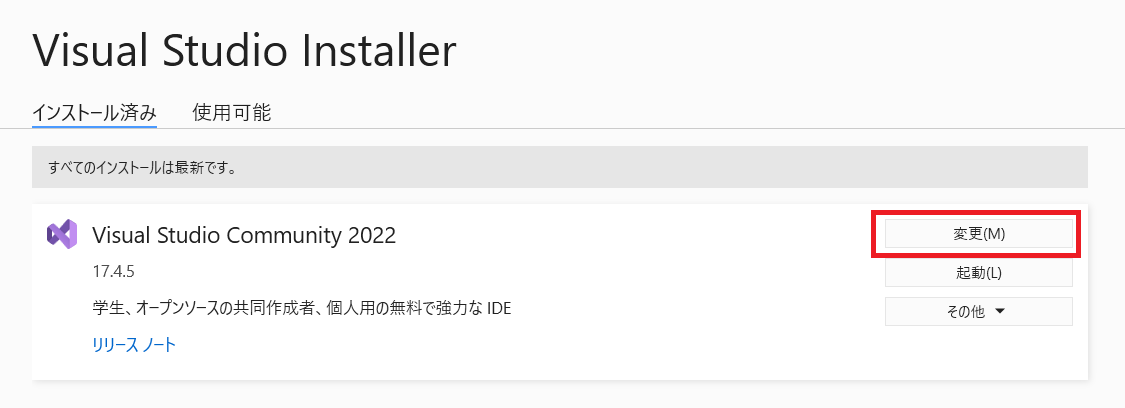 Visual Studio Installer
インストール済み 使用可能
すべてのインストールは最新です。
Visual Studio Community 2022
変更(M)
17.4.5
起動(L)
学生、オープンソースの共同作成者、個人用の無料で強力な IDE
その他
リリース ノート